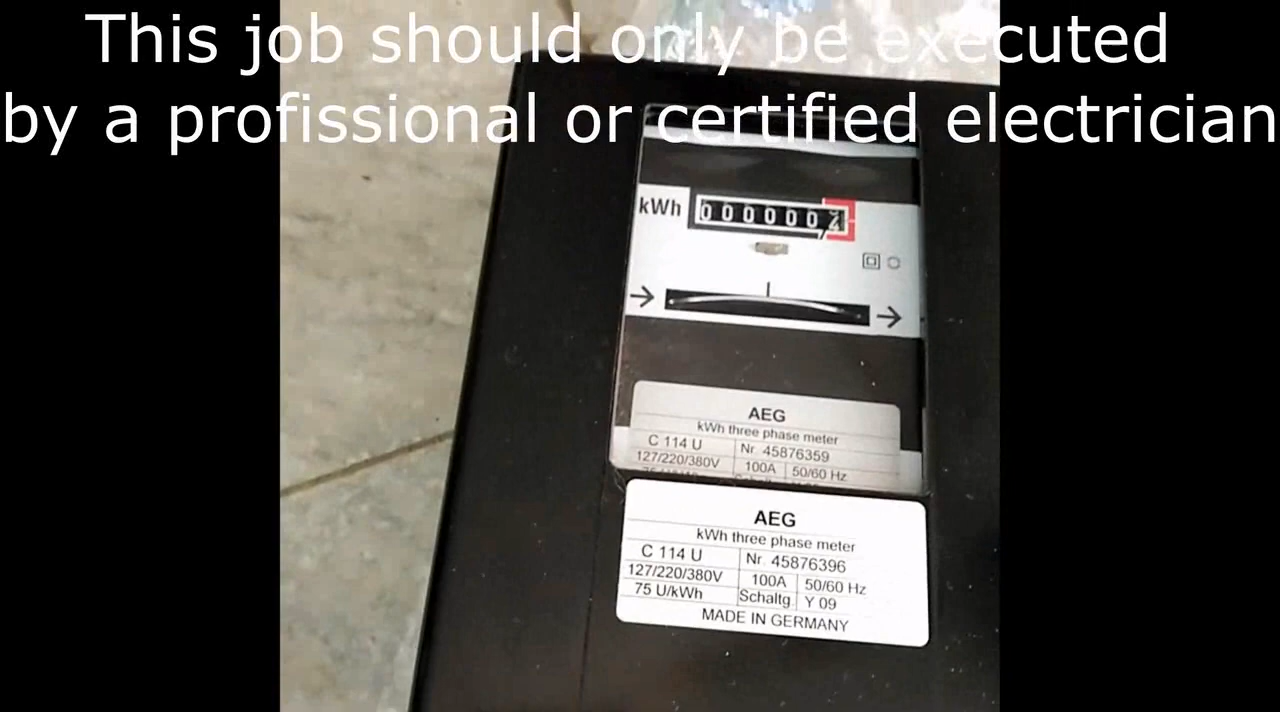 This job should only be executed
by a profissional or certified electrician
kWh
000000
AEG
kWh three phase meter
C 114 U Nr. 45876359
127/220/380V 100A 50/60 Hz
AEG
kWh three phase meter
C 114 U Nr. 45876396
127/220/380V 100A 50/60 Hz
75 U/kWh Schaltg. Y 09
MADE IN GERMANY